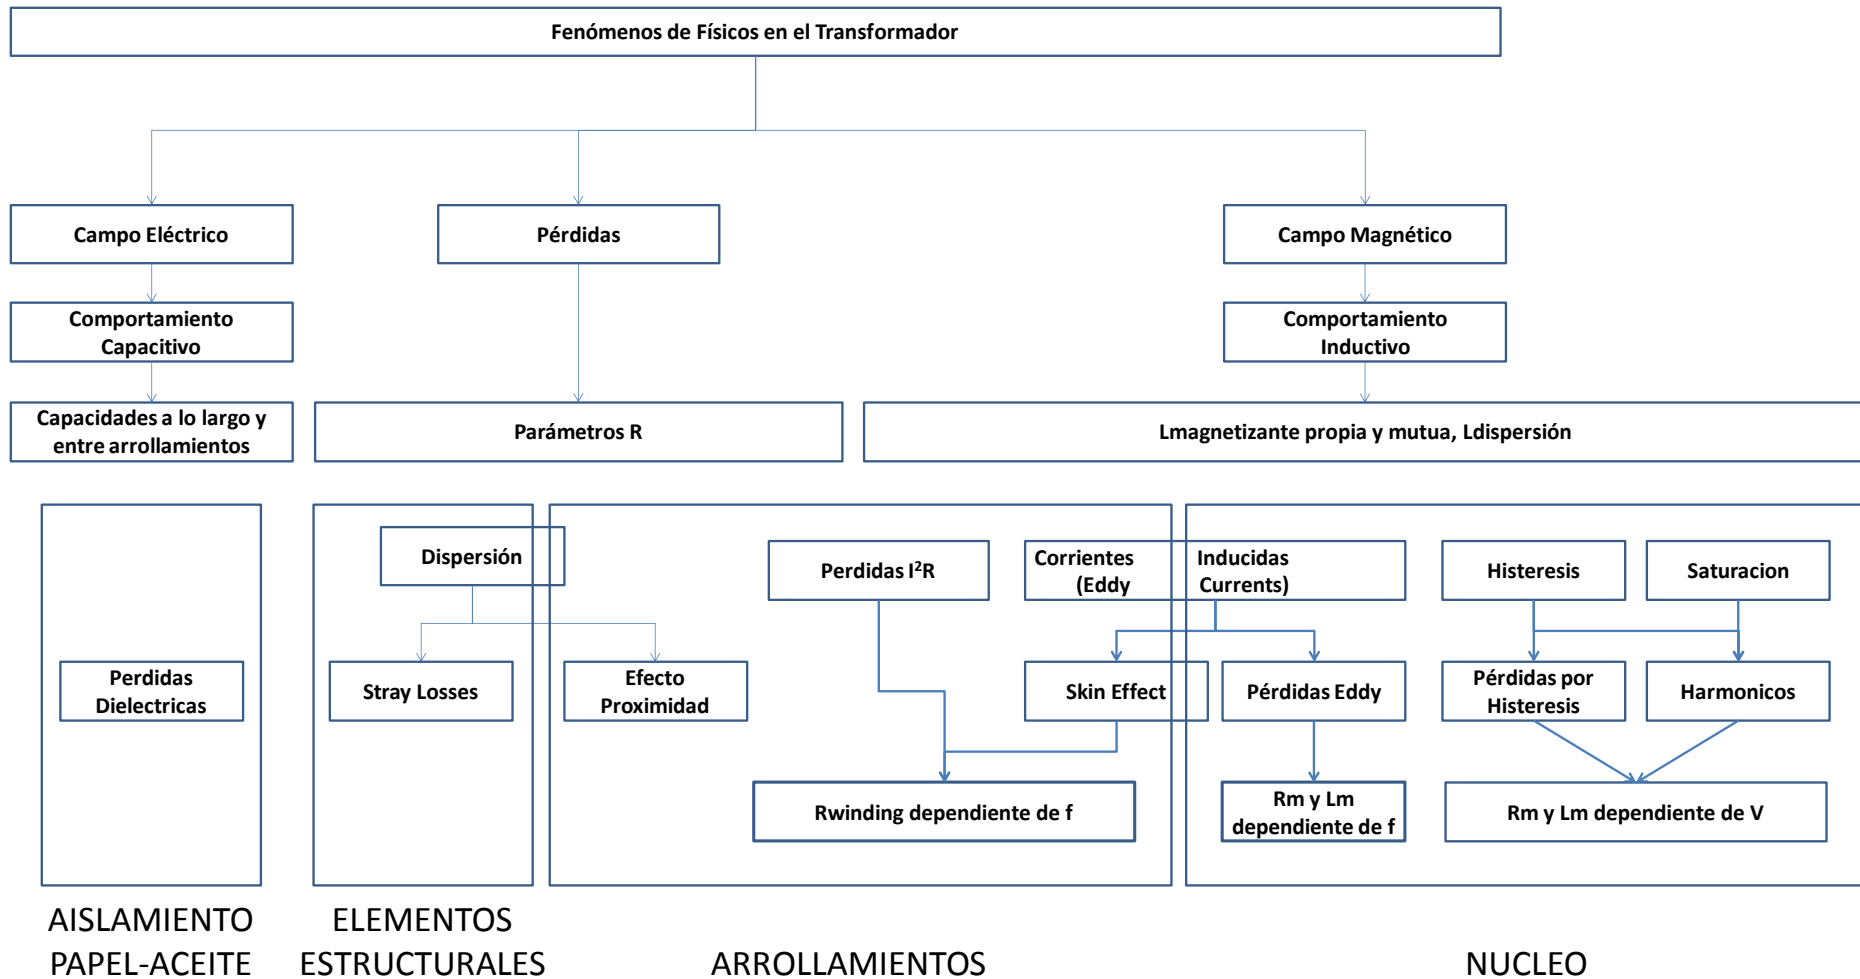 Fenómenos de Físicos en el Transformador
Campo Eléctrico
Pérdidas
Campo Magnético
Comportamiento
Capacitivo
Comportamiento
Inductivo
Capacidades a lo largo y
entre arrollamientos
Parámetros R
Lmagnetizante propia y mutua, Ldispersión
Dispersión
Perdidas I²R
Corrientes Inducidas
(Eddy Currents)
Histeresis
Saturacion
Perdidas
Dielectricas
Stray Losses
Efecto
Proximidad
Skin Effect
Pérdidas Eddy
Pérdidas por
Histeresis
Harmonicos
Rwinding dependiente de f
Rm y Lm
dependiente de f
Rm y Lm dependiente de V
AISLAMIENTO
PAPEL-ACEITE
ELEMENTOS
ESTRUCTURALES
ARROLLAMIENTOS
NUCLEO